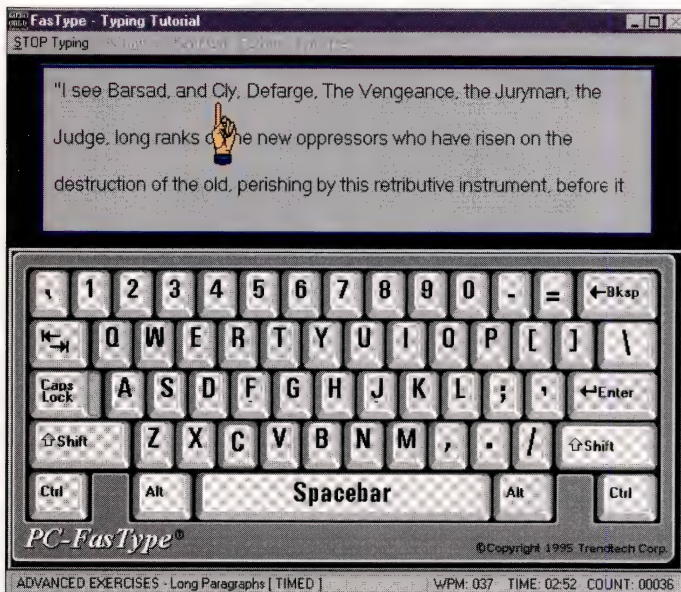 FasType - Typing Tutorial
STOP Typing
"I see Barsad, and Cly, Defarge, The Vengeance, the Juryman, the
Judge, long ranks he new oppressors who have risen on the
destruction of the old, perishing by this retributive instrument, before it
` 1 2 3 4 5 6 7 8 9 0 - = ←Bksp
Q W E R T Y U I O P [ ] \
Caps Lock A S D F G H J K L ; ' ↵Enter
⇧Shift Z X C V B N M , . / ⇧Shift
Ctrl Alt Spacebar Alt Ctrl
PC-FasType®
©Copyright 1995 Trendtech Corp.
ADVANCED EXERCISES - Long Paragraphs [ TIMED ] WPM: 037 TIME: 02:52 COUNT: 00036